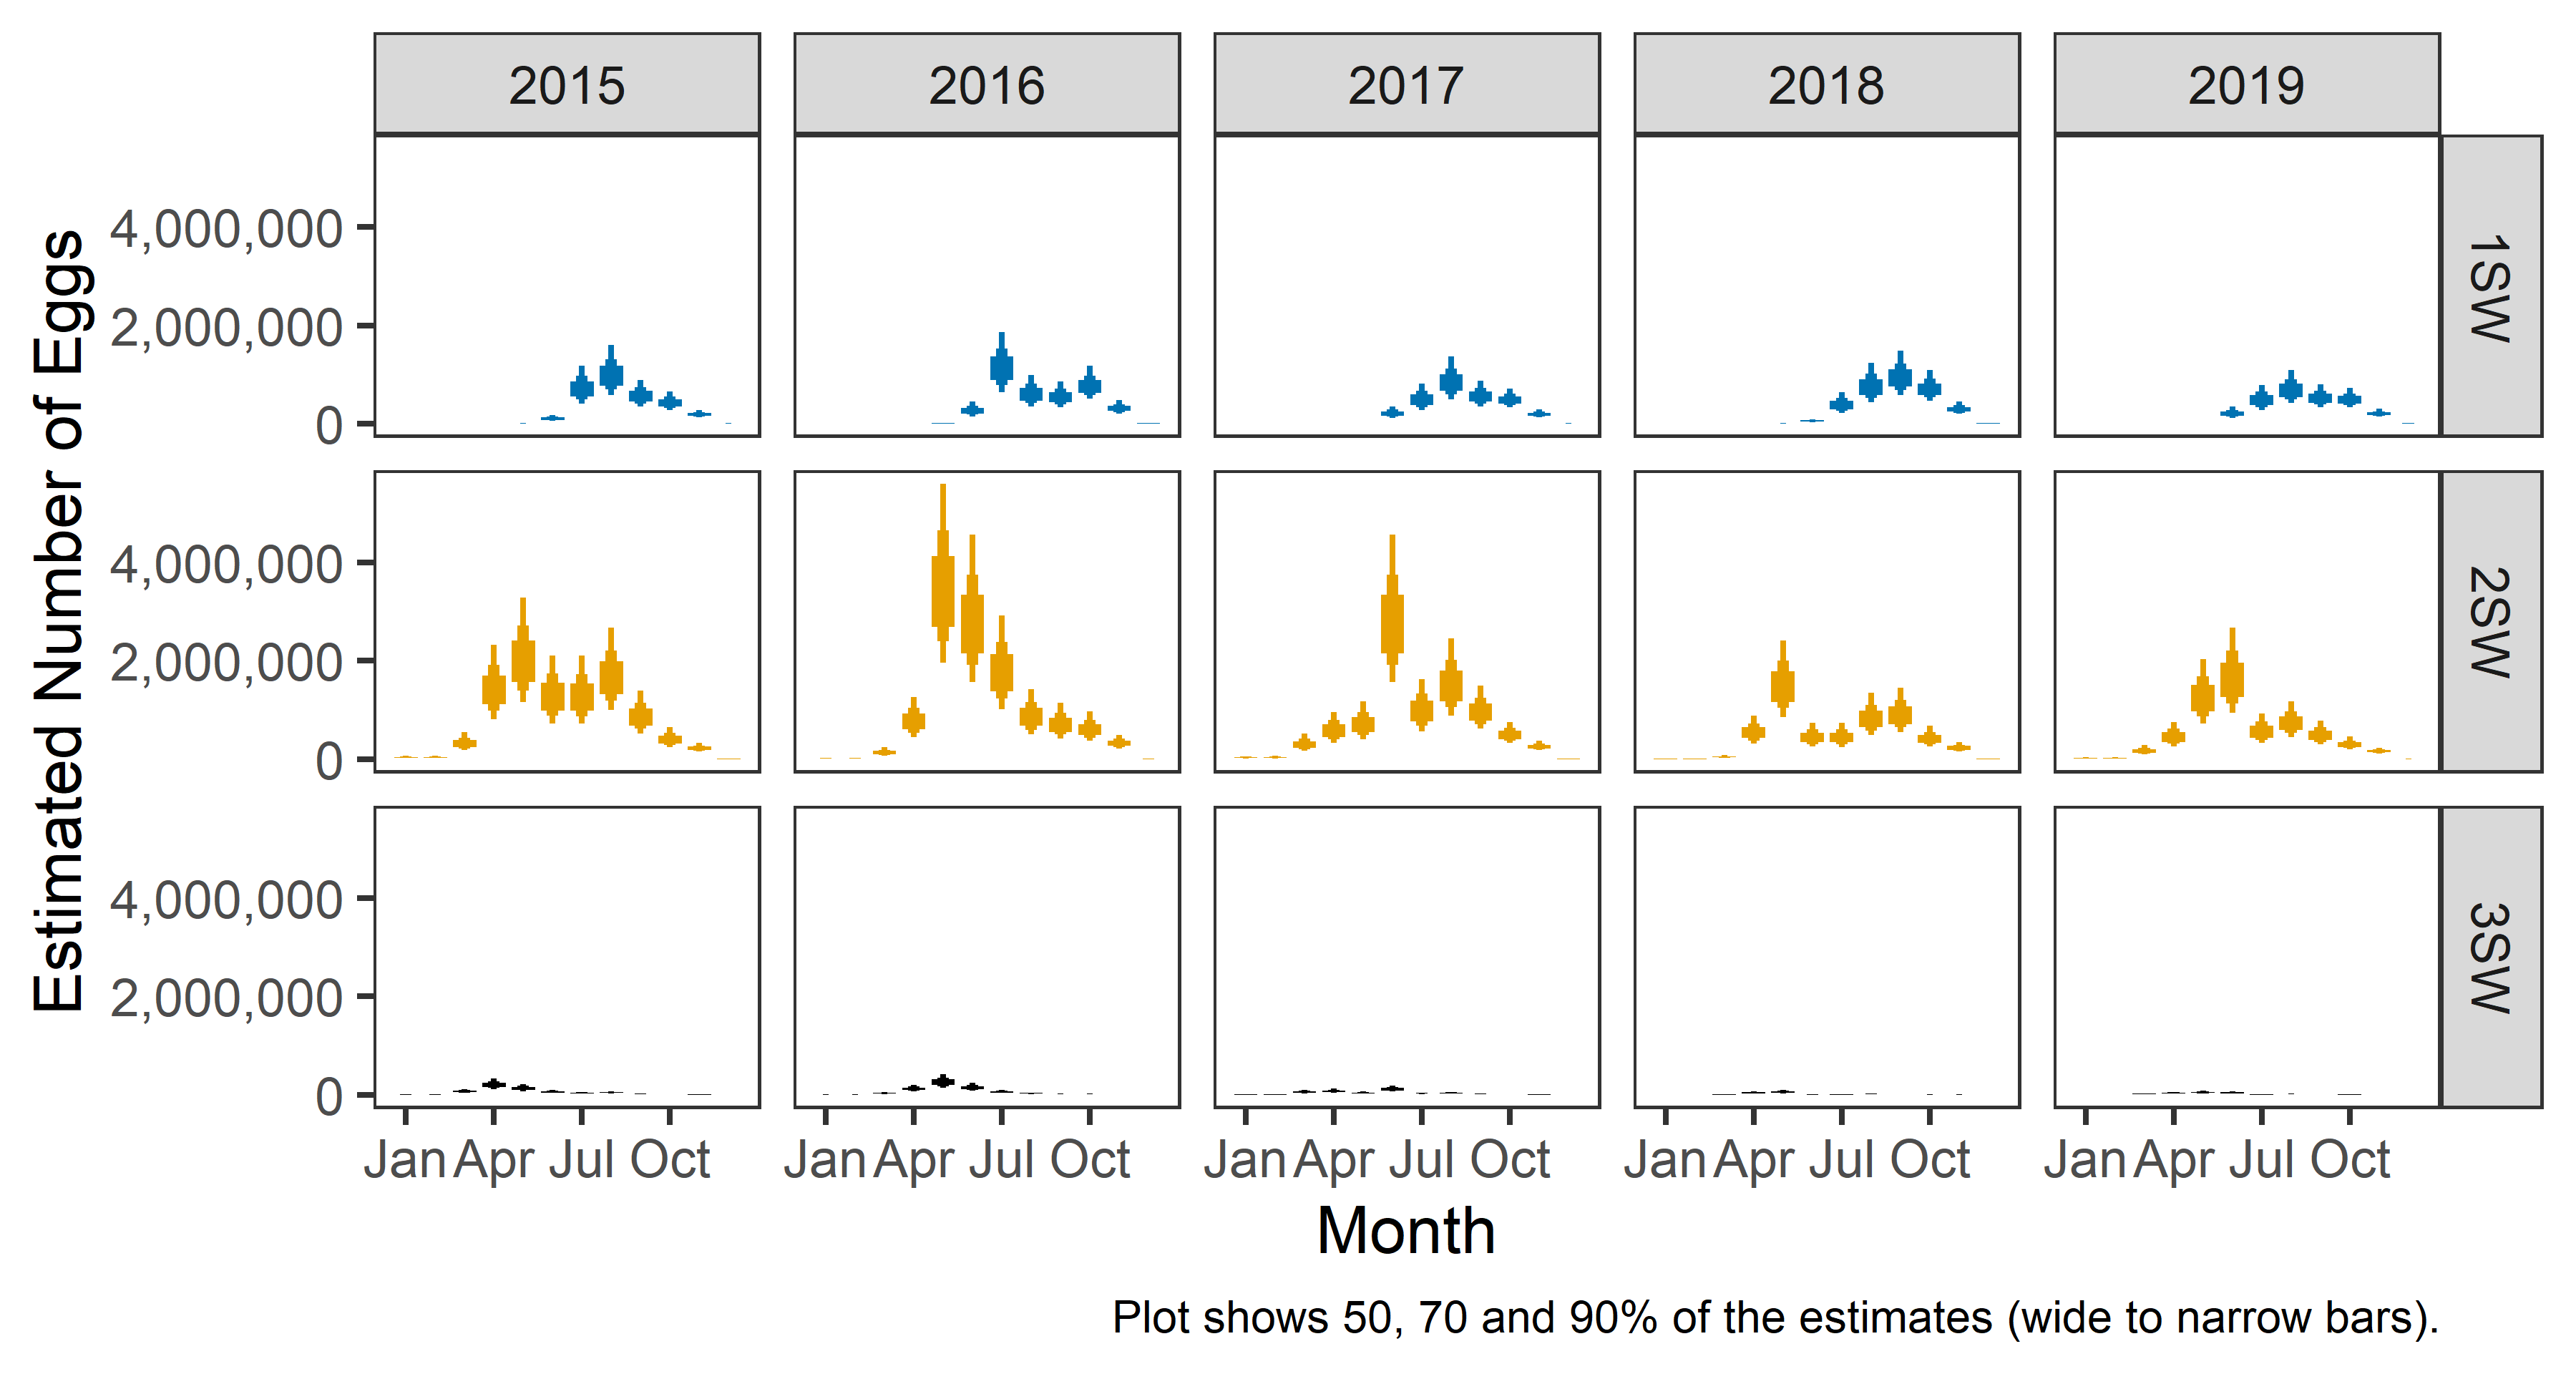 2015 2016 2017 2018 2019
Estimated Number of Eggs
4,000,000
2,000,000
0
1SW
4,000,000
2,000,000
0
2SW
4,000,000
2,000,000
0
3SW
Jan Apr Jul Oct Jan Apr Jul Oct Jan Apr Jul Oct Jan Apr Jul Oct Jan Apr Jul Oct
Month
Plot shows 50, 70 and 90% of the estimates (wide to narrow bars).